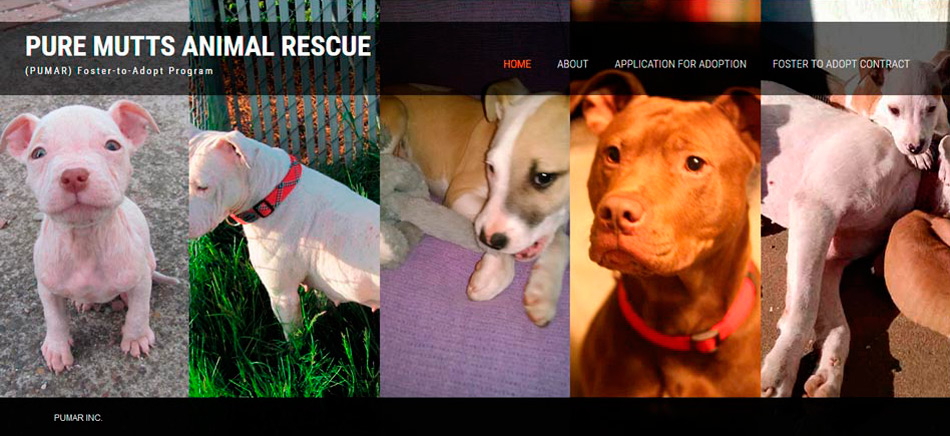 PURE MUTTS ANIMAL RESCUE
(PUMAR) Foster-to-Adopt Program
HOME ABOUT APPLICATION FOR ADOPTION FOSTER TO ADOPT CONTRACT
PUMAR INC.